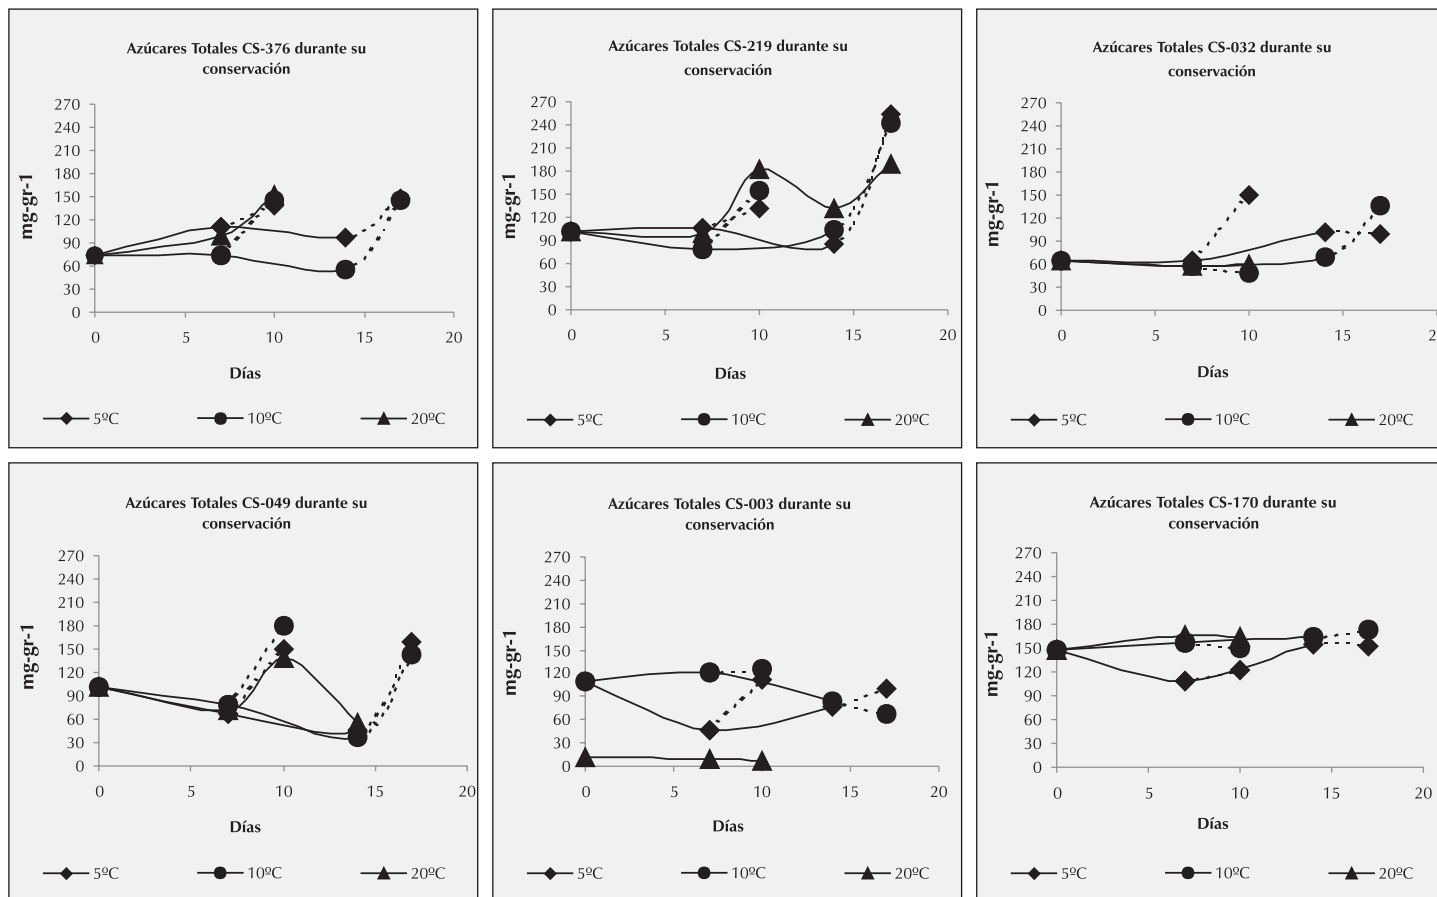 Azúcares Totales CS-376 durante su
conservación
270
240
210
180
150
120
90
60
30
0
mg-gr-1
0 5 10 15 20
Días
5ºC 10ºC 20ºC
Azúcares Totales CS-219 durante su
conservación
270
240
210
180
150
120
90
60
30
0
mg-gr-1
0 5 10 15 20
Días
5ºC 10ºC 20ºC
Azúcares Totales CS-032 durante su
conservación
270
240
210
180
150
120
90
60
30
0
mg-gr-1
0 5 10 15 2
Días
5ºC 10ºC 20ºC
Azúcares Totales CS-049 durante su
conservación
270
240
210
180
150
120
90
60
30
0
mg-gr-1
0 5 10 15 20
Días
5ºC 10ºC 20ºC
Azúcares Totales CS-003 durante su
conservación
270
240
210
180
150
120
90
60
30
0
mg-gr-1
0 5 10 15 20
Días
5ºC 10ºC 20ºC
Azúcares Totales CS-170 durante su
conservación
270
240
210
180
150
120
90
60
30
0
mg-gr-1
0 5 10 15 20
Días
5ºC 10ºC 20ºC